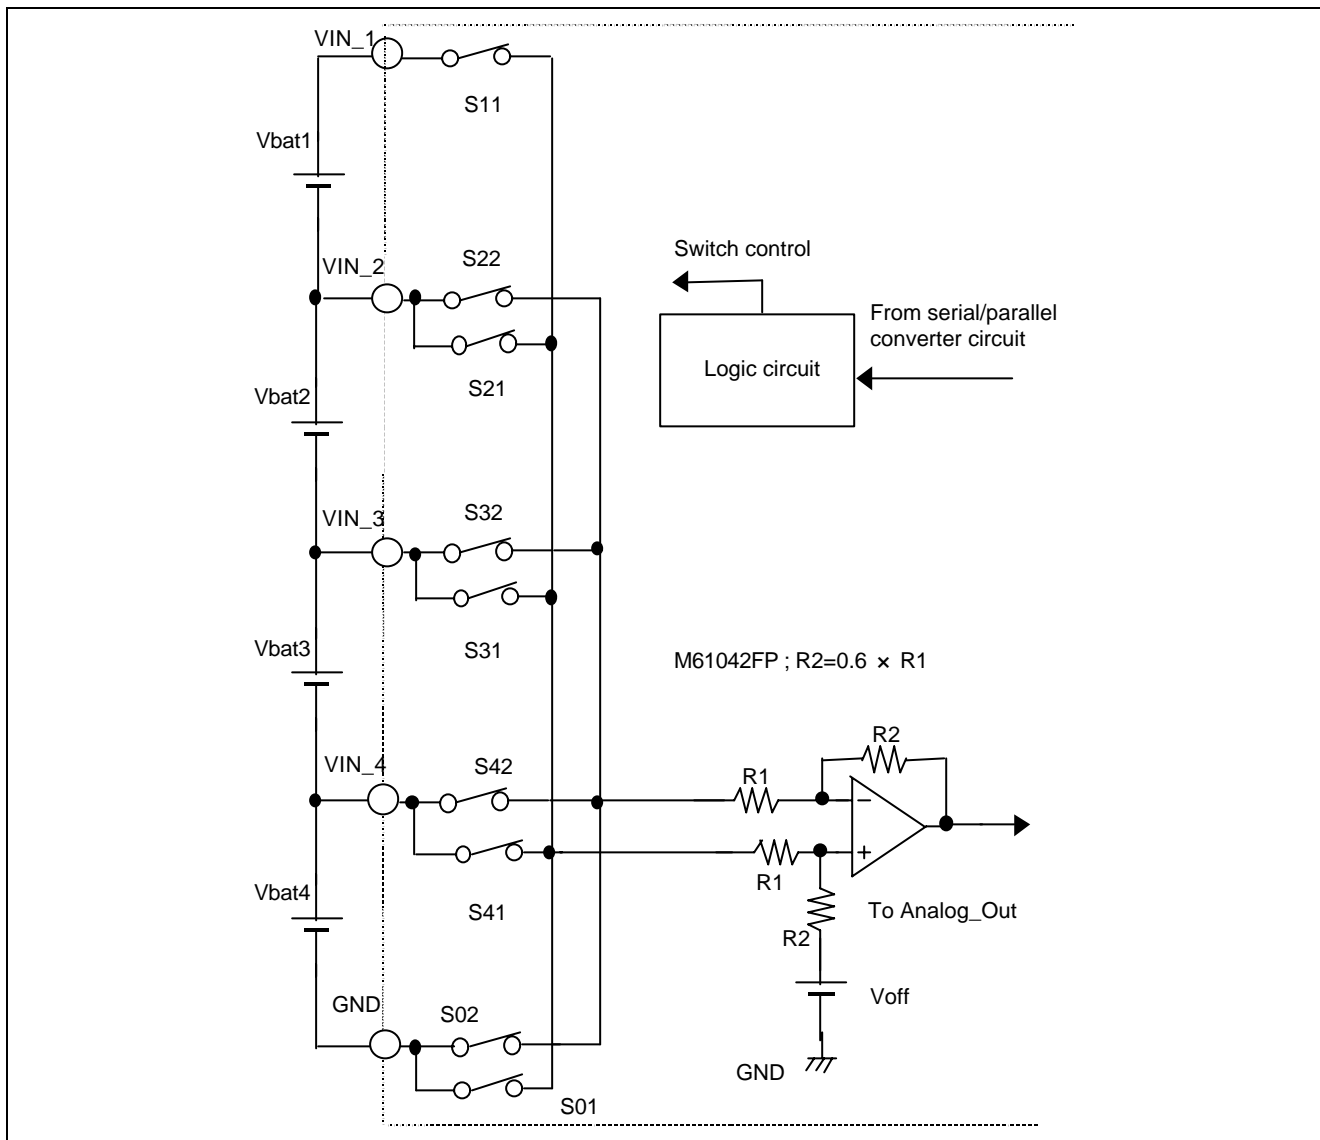 VIN_1
S11
Vbat1
Switch control
S22
VIN_2
From serial/parallel
converter circuit
Logic circuit
S21
Vbat2
S32
VIN_3
S31
Vbat3
M61042FP ; R2=0.6 × R1
R2
VIN_4
S42
R1
−
+
R1
Vbat4
S41
To Analog_Out
R2
GND
Voff
S02
GND
S01